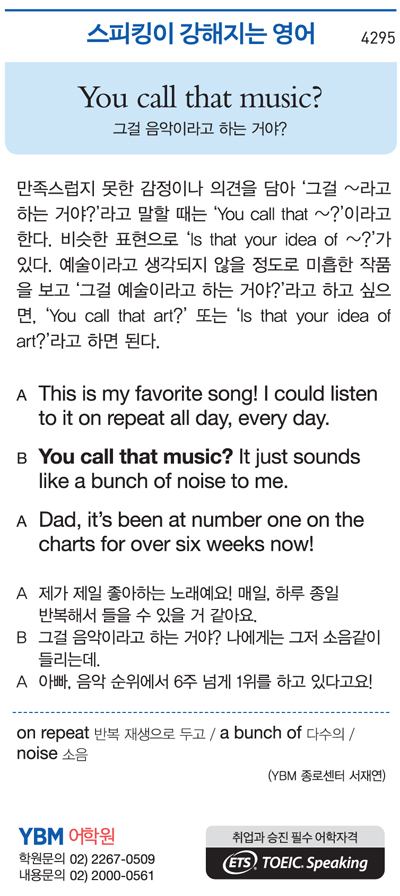 스피킹이 강해지는 영어
4295
You call that music?
그걸 음악이라고 하는 거야?
만족스럽지 못한 감정이나 의견을 담아 ‘그걸 ~라고
하는 거야?’라고 말할 때는 ‘You call that ~?’이라고
한다. 비슷한 표현으로 ‘Is that your idea of ~?’가
있다. 예술이라고 생각되지 않을 정도로 미흡한 작품
을 보고 ‘그걸 예술이라고 하는 거야?’라고 하고 싶으
면, ‘You call that art?’ 또는 ‘Is that your idea of
art?’라고 하면 된다.
A This is my favorite song! I could listen
to it on repeat all day, every day.
B You call that music? It just sounds
like a bunch of noise to me.
A Dad, it’s been at number one on the
charts for over six weeks now!
A 제가 제일 좋아하는 노래예요! 매일, 하루 종일
반복해서 들을 수 있을 거 같아요.
B 그걸 음악이라고 하는 거야? 나에게는 그저 소음같이
들리는데.
A 아빠, 음악 순위에서 6주 넘게 1위를 하고 있다고요!
on repeat 반복 재생으로 두고 / a bunch of 다수의 /
noise 소음
(YBM 종로센터 서재연)
YBM 어학원
학원문의 02) 2267-0509
내용문의 02) 2000-0561
취업과 승진 필수 어학자격
ETS TOEIC. Speaking